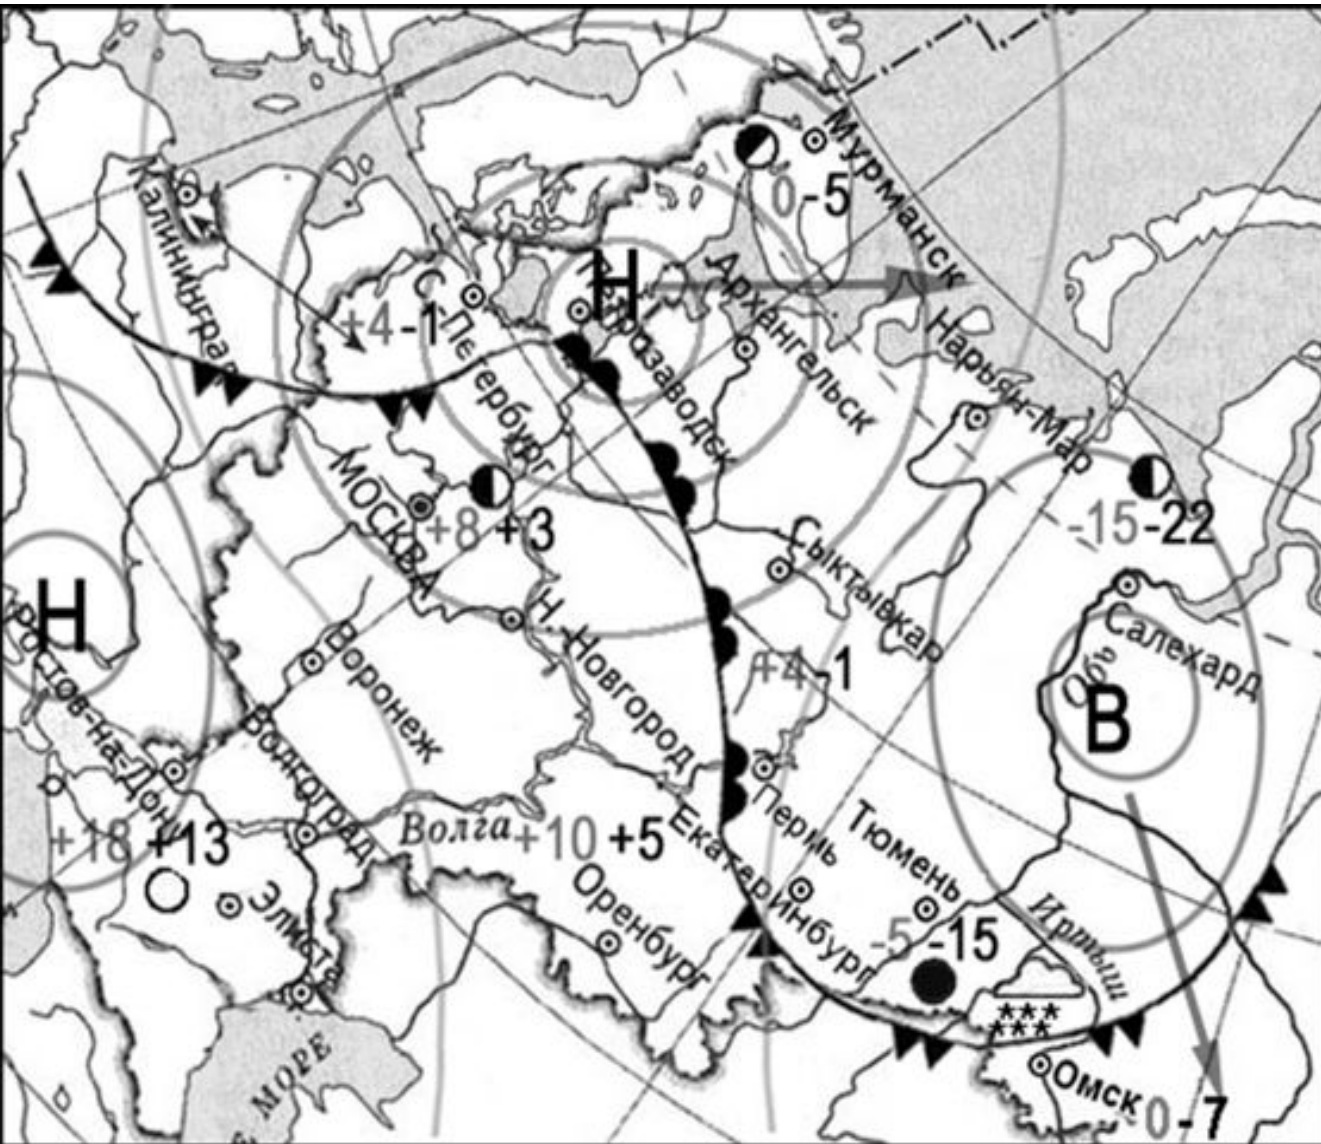 Мурманск
0 -5
Калининград
Н
Архангельск
+4 -1
С.-Петербург
Петрозаводск
Нарьян-Мар
МОСКВА
+8 +3
-15 -22
Сыктывкар
Н
Н.-Новгород
Салехард
Обь
Ростов-на-Дону
Воронеж
+4 -1
В
Волгоград
Пермь
Тюмень
Екатеринбург
Волга
+10 +5
+18 +13
Оренбург
Элиста
Иртыш
-5 -15
***
***
МОРЕ
Омск
0 -7